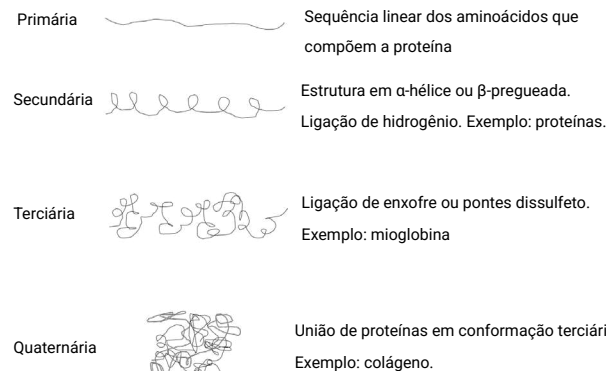 Primária
Sequência linear dos aminoácidos que
compõem a proteína
Secundária
Estrutura em α-hélice ou β-pregueada.
Ligação de hidrogênio. Exemplo: proteínas.
Terciária
Ligação de enxofre ou pontes dissulfeto.
Exemplo: mioglobina
Quaternária
União de proteínas em conformação terciári
Exemplo: colágeno.